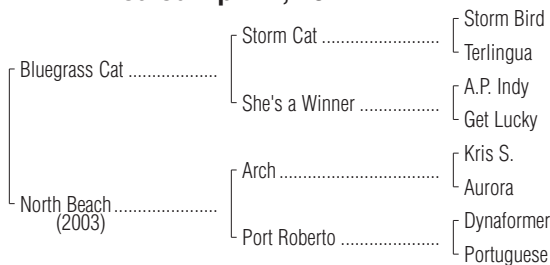 Storm Bird
Storm Cat ........................
Terlingua
Bluegrass Cat ..................
A.P. Indy
She's a Winner ................
Get Lucky
Kris S.
Arch ................................
Aurora
North Beach.....................
(2003)
Dynaformer
Port Roberto ....................
Portuguese